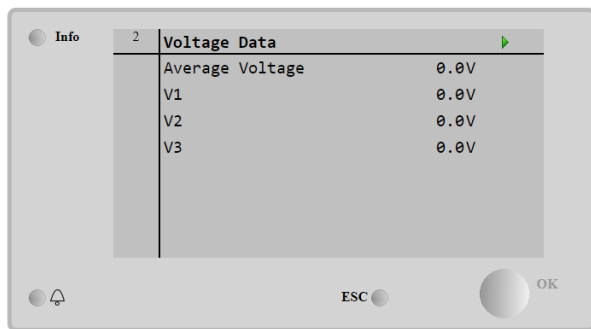 Info
2 Voltage Data
Average Voltage 0.0V
V1 0.0V
V2 0.0V
V3 0.0V
ESC
OK